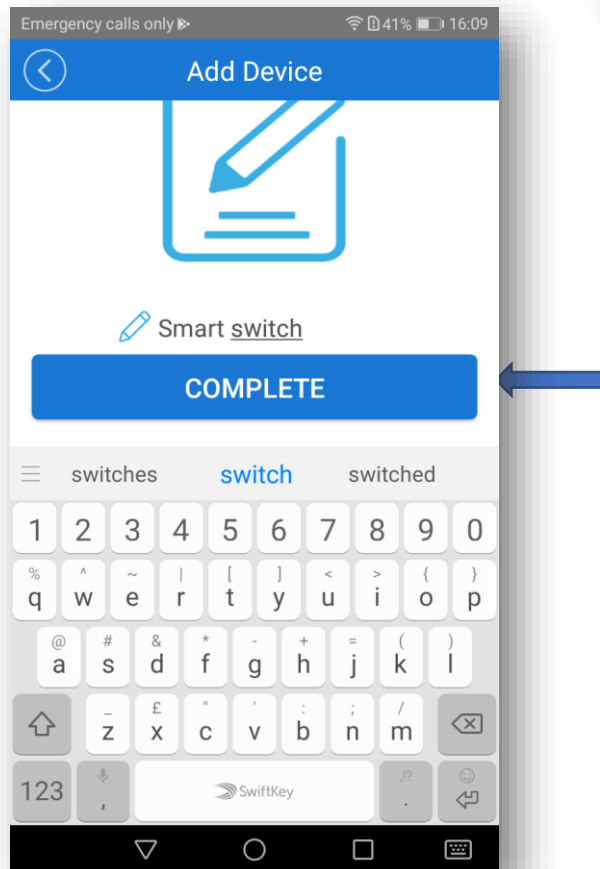 Emergency calls only 41% 16:09
Add Device
Smart switch
COMPLETE
switches switch switched
1 2 3 4 5 6 7 8 9 0
% ^ ~ | [ ] < > { }
q w e r t y u i o p
@ # & * - + = ( )
a s d f g h j k l
_ £ " ' : ; /
z x c v b n m
,!?
123 , SwiftKey .